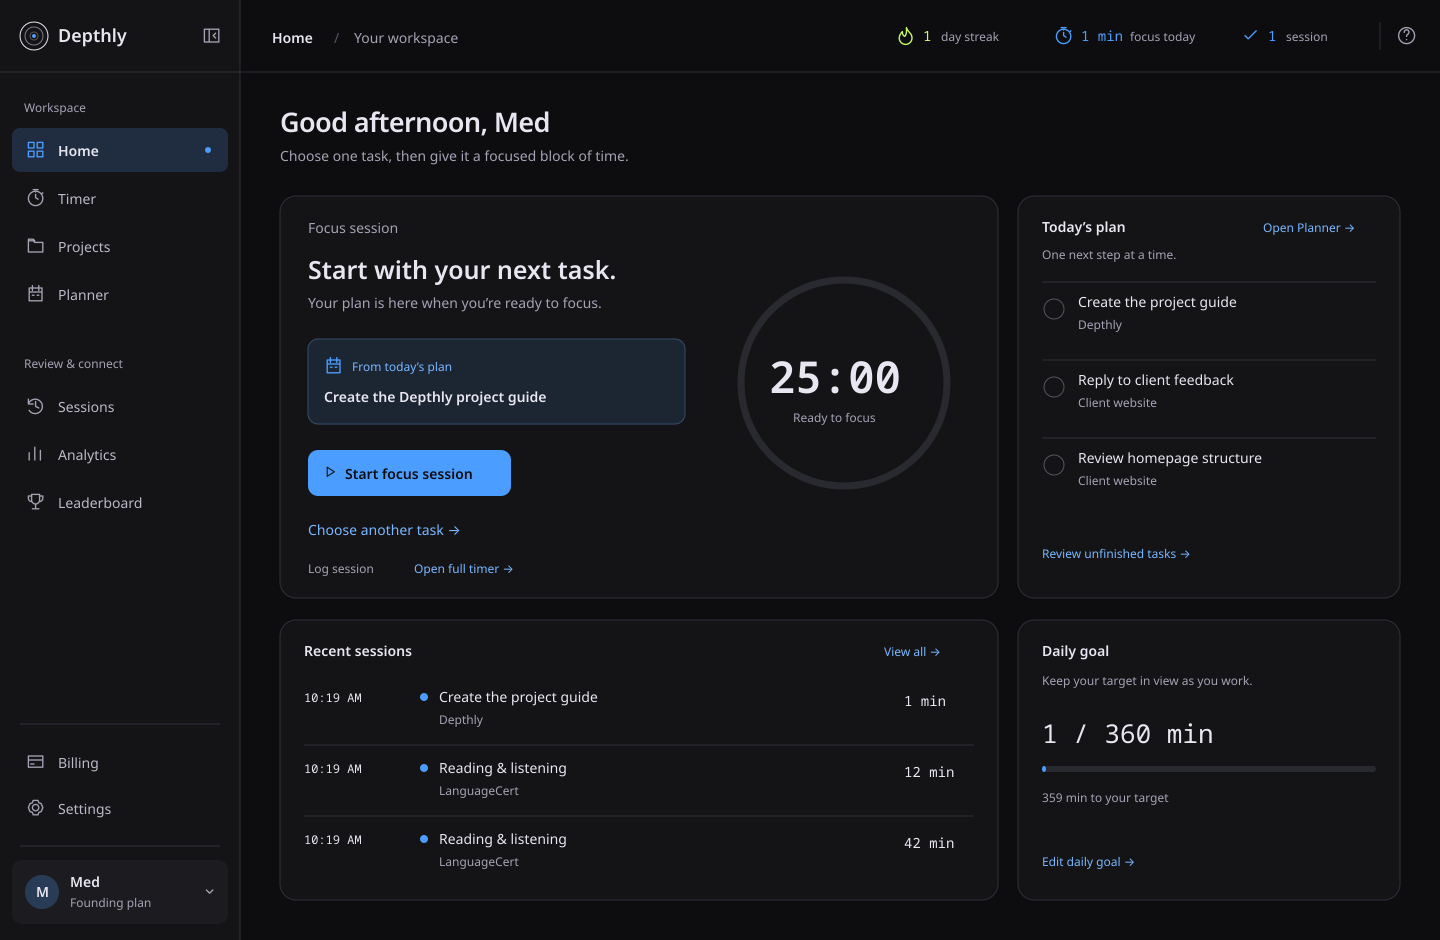 Depthly
Home / Your workspace
1 day streak
1 min focus today
1 session
Workspace
Home
Timer
Projects
Planner
Review & connect
Sessions
Analytics
Leaderboard
Billing
Settings
M
Med
Founding plan
Good afternoon, Med
Choose one task, then give it a focused block of time.
Focus session
Start with your next task.
Your plan is here when you’re ready to focus.
From today’s plan
Create the Depthly project guide
Start focus session
Choose another task →
Log session
Open full timer →
25:00
Ready to focus
Today’s plan
Open Planner →
One next step at a time.
Create the project guide
Depthly
Reply to client feedback
Client website
Review homepage structure
Client website
Review unfinished tasks →
Recent sessions
View all →
10:19 AM
Create the project guide
Depthly
1 min
10:19 AM
Reading & listening
LanguageCert
12 min
10:19 AM
Reading & listening
LanguageCert
42 min
Daily goal
Keep your target in view as you work.
1 / 360 min
359 min to your target
Edit daily goal →